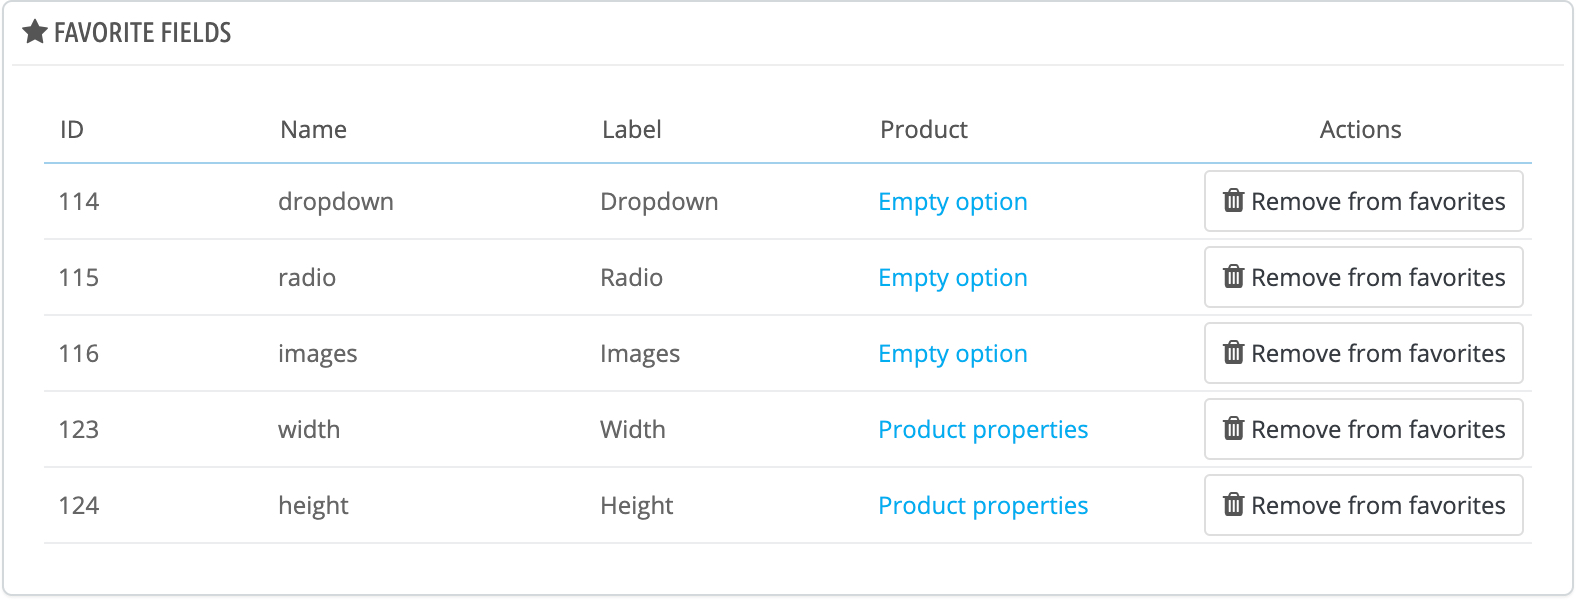 FAVORITE FIELDS
ID Name Label Product Actions
114 dropdown Dropdown Empty option Remove from favorites
115 radio Radio Empty option Remove from favorites
116 images Images Empty option Remove from favorites
123 width Width Product properties Remove from favorites
124 height Height Product properties Remove from favorites